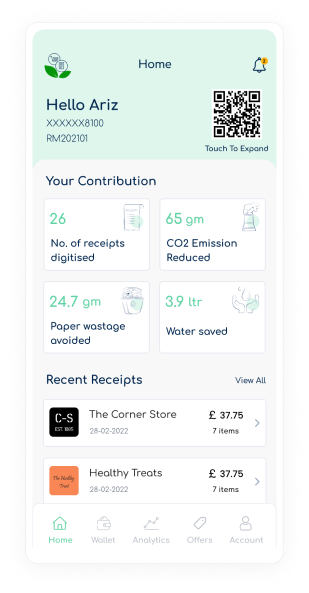 Home
Hello Ariz
XXXXXX8100
RM202101
Touch To Expand
Your Contribution
26
No. of receipts
digitised
65 gm
CO2 Emission
Reduced
24.7 gm
Paper wastage
avoided
3.9 ltr
Water saved
Recent Receipts
View All
C-S
EST. 1995
The Corner Store
28-02-2022
£ 37.75
7 items
The Healthy
Treat
Healthy Treats
28-02-2022
£ 37.75
7 items
Home
Wallet
Analytics
Offers
Account